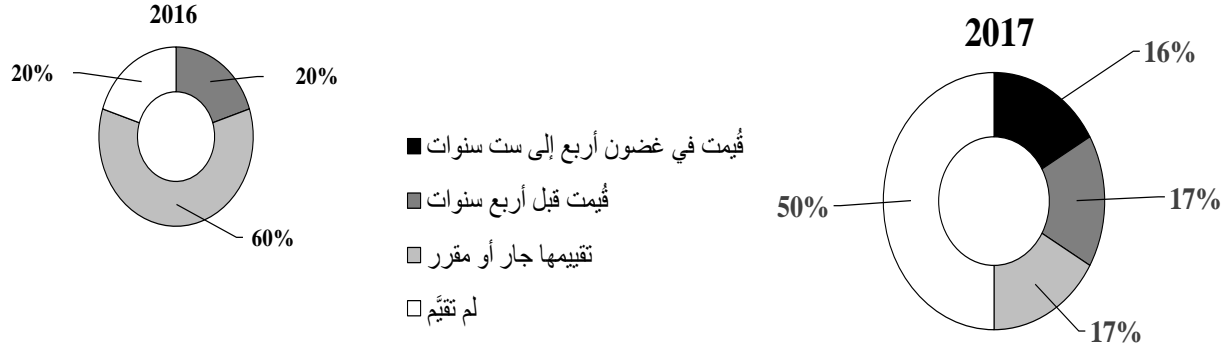 2016
20%
20%
60%
قُيمت في غضون أربع إلى ست سنوات
قُيمت قبل أربع سنوات
تقييمها جار أو مقرر
لم تقيَّم
2017
16%
17%
17%
50%